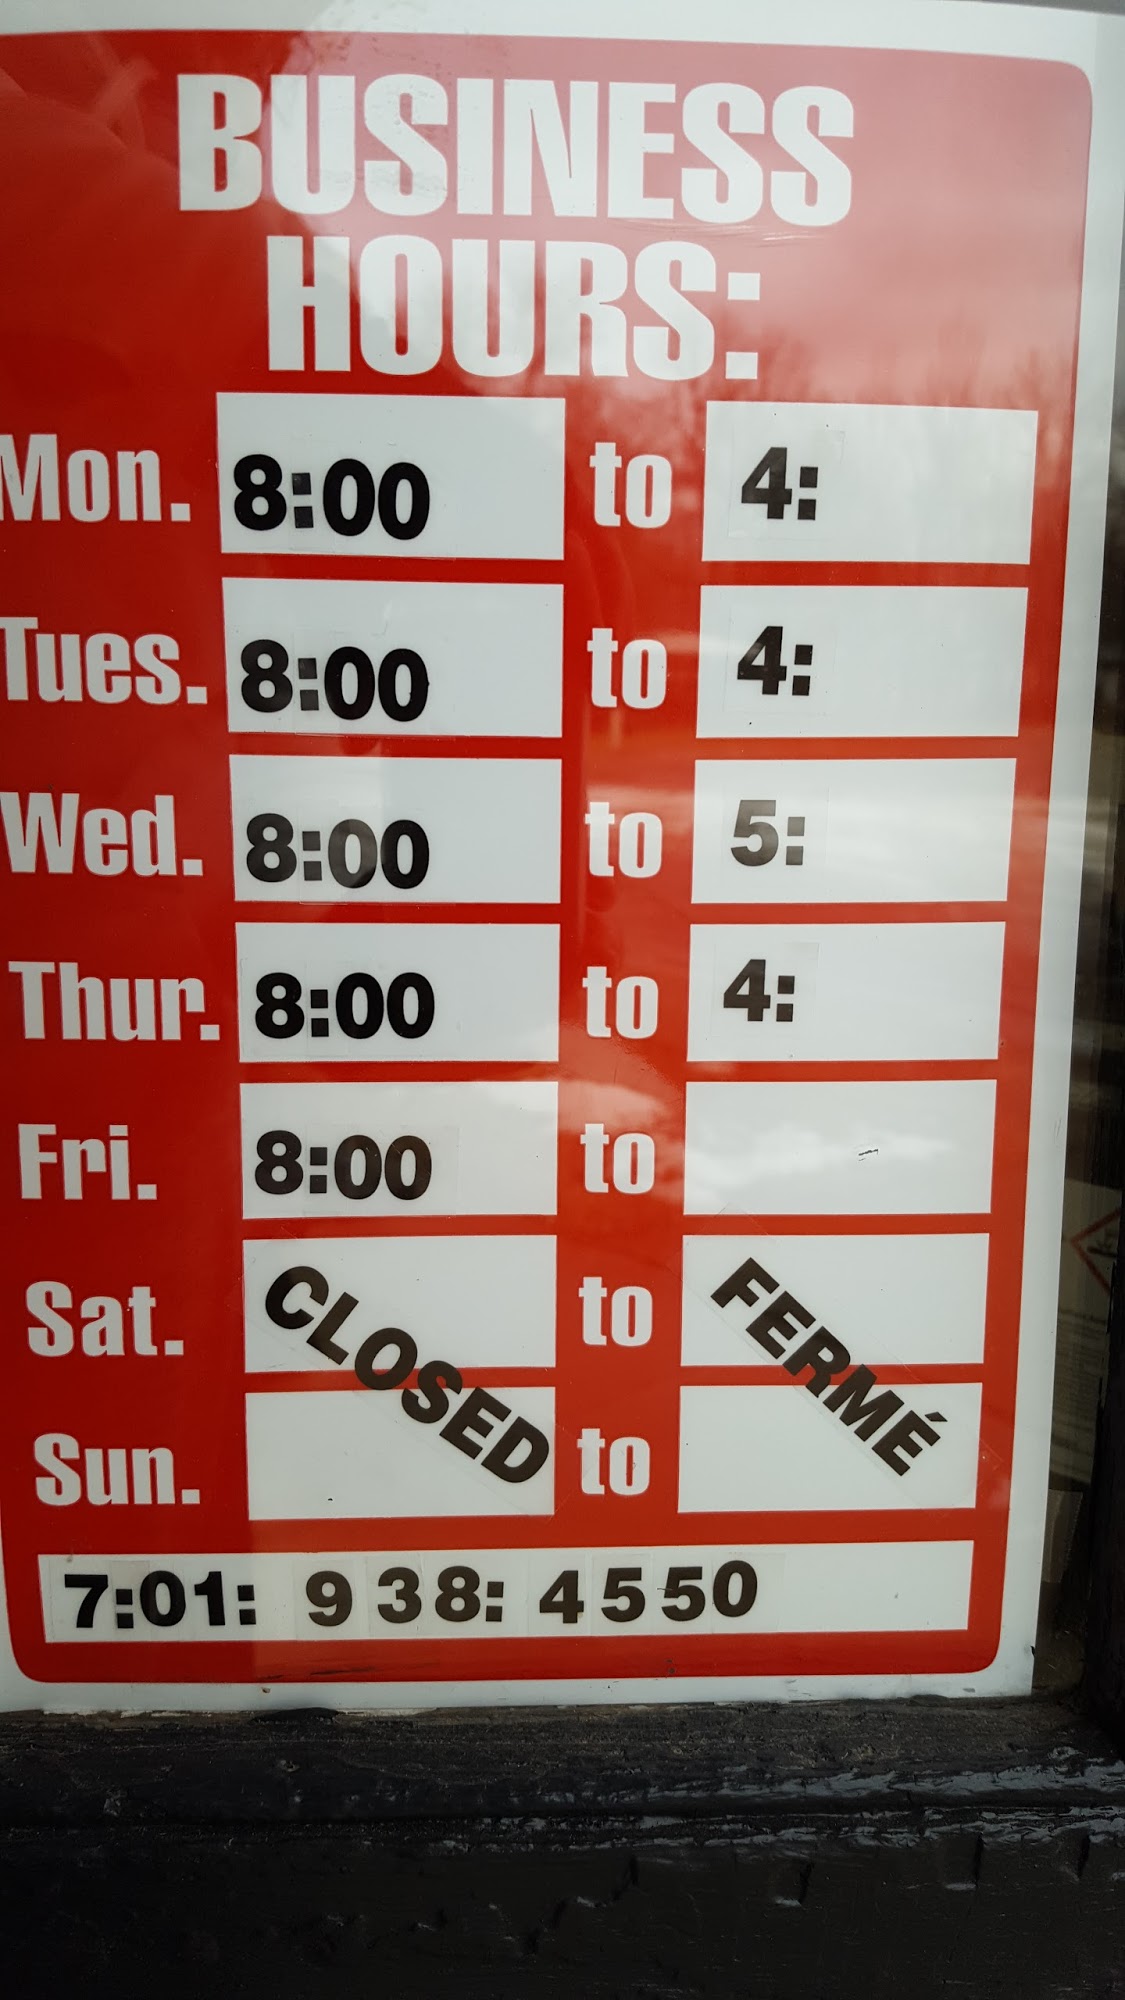 BUSINESS
HOURS:
Mon. 8:00 to 4:
Tues. 8:00 to 4:
Wed. 8:00 to 5:
Thur. 8:00 to 4:
Fri. 8:00 to
Sat. CLOSED to FERMÉ
Sun. to
7:01: 938: 4550